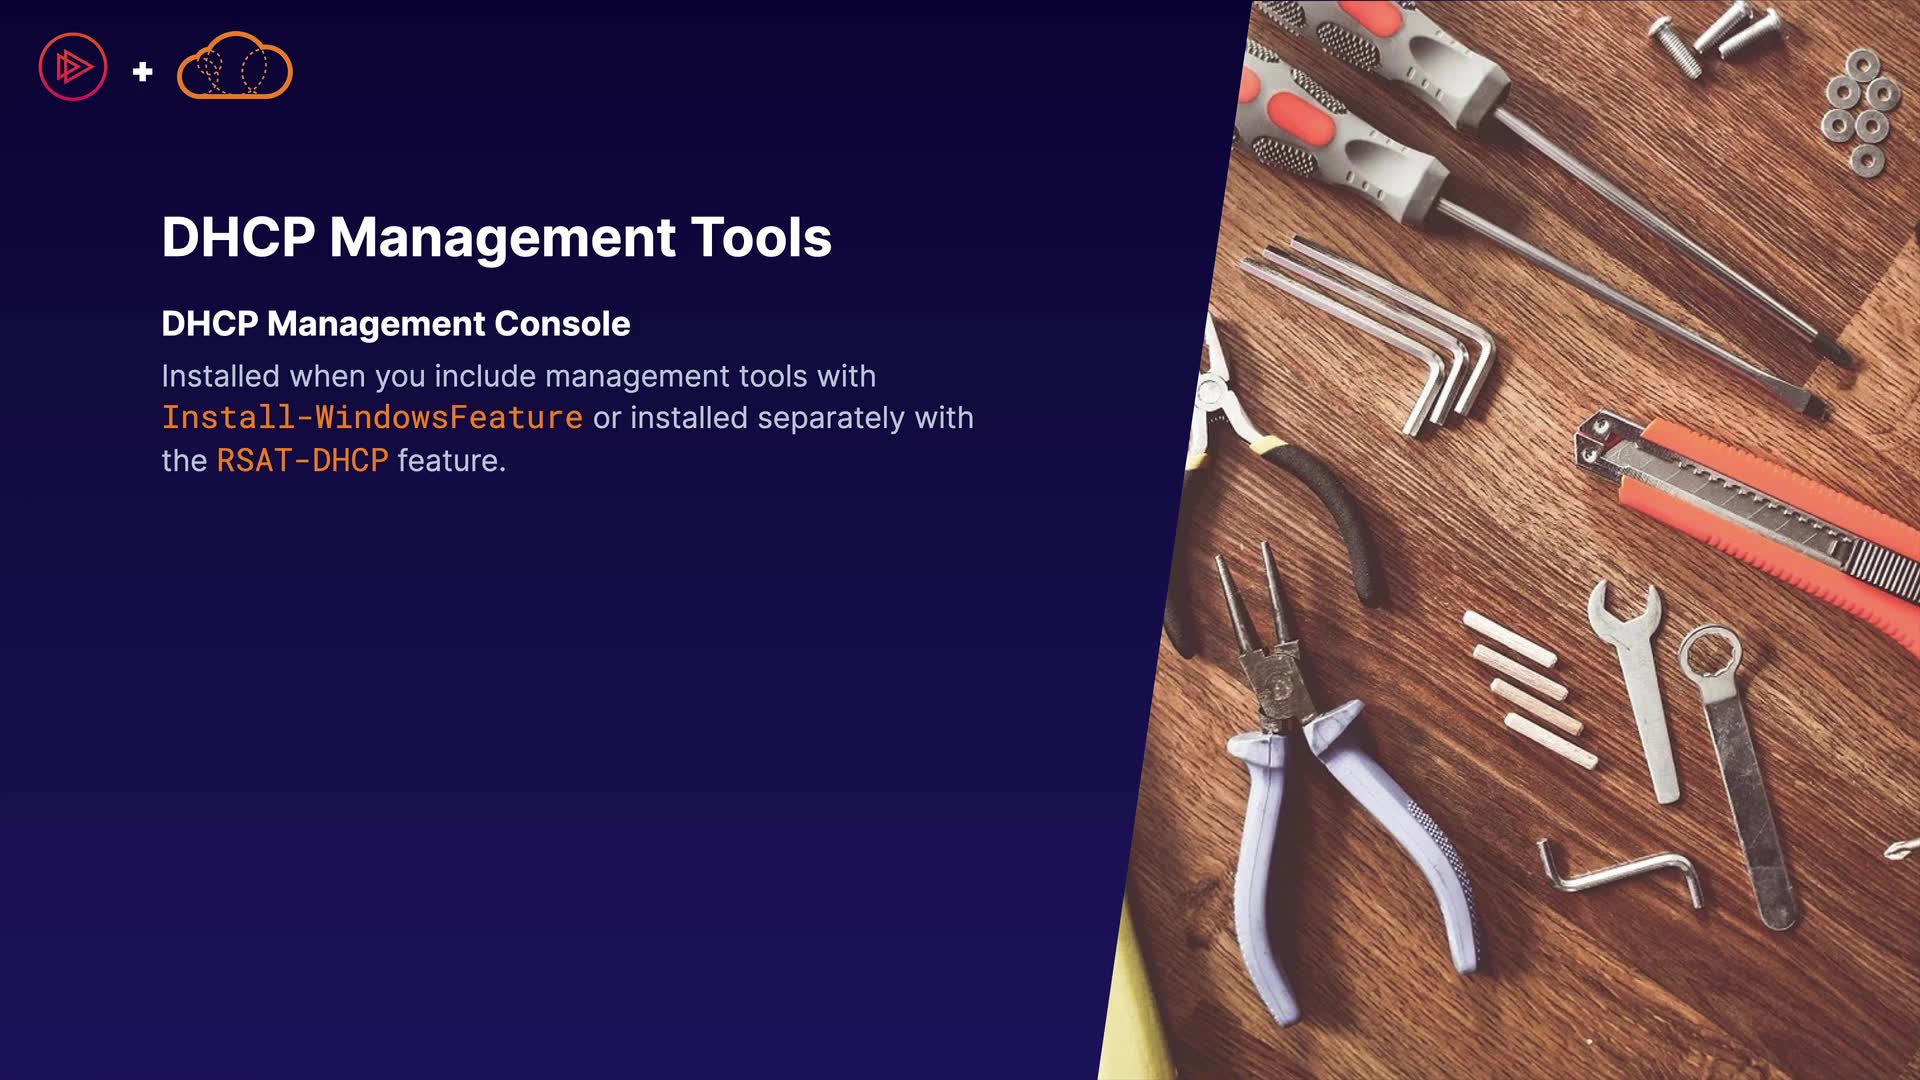 DHCP Management Tools
DHCP Management Console
Installed when you include management tools with
Install-WindowsFeature or installed separately with
the RSAT-DHCP feature.